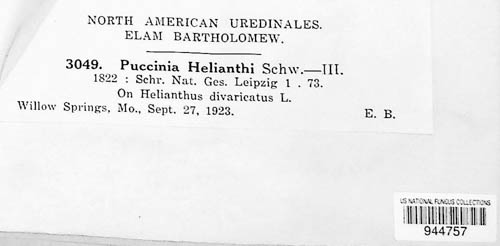 NORTH AMERICAN UREDINALES.
ELAM BARTHOLOMEW.
3049. Puccinia Helianthi Schw.—III.
1822 : Schr. Nat. Ges. Leipzig 1 . 73.
On Helianthus divaricatus L.
Willow Springs, Mo., Sept. 27, 1923. E. B.
US NATIONAL FUNGUS COLLECTIONS
944757